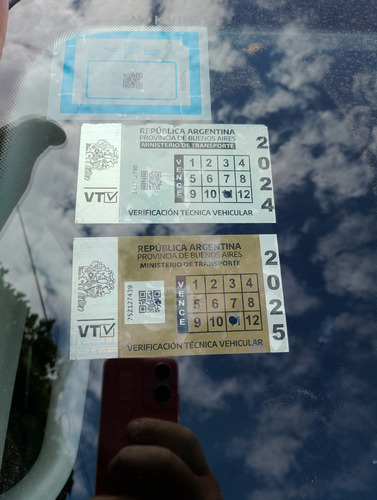 REPÚBLICA ARGENTINA
PROVINCIA DE BUENOS AIRES
MINISTERIO DE TRANSPORTE
VENCE
1 2 3 4
5 6 7 8
9 10 12
2024
VTV
VERIFICACIÓN TÉCNICA VEHICULAR
REPÚBLICA ARGENTINA
PROVINCIA DE BUENOS AIRES
MINISTERIO DE TRANSPORTE
752127439
VENCE
1 2 3 4
5 6 7 8
9 10 12
2025
VTV
VERIFICACIÓN TÉCNICA VEHICULAR